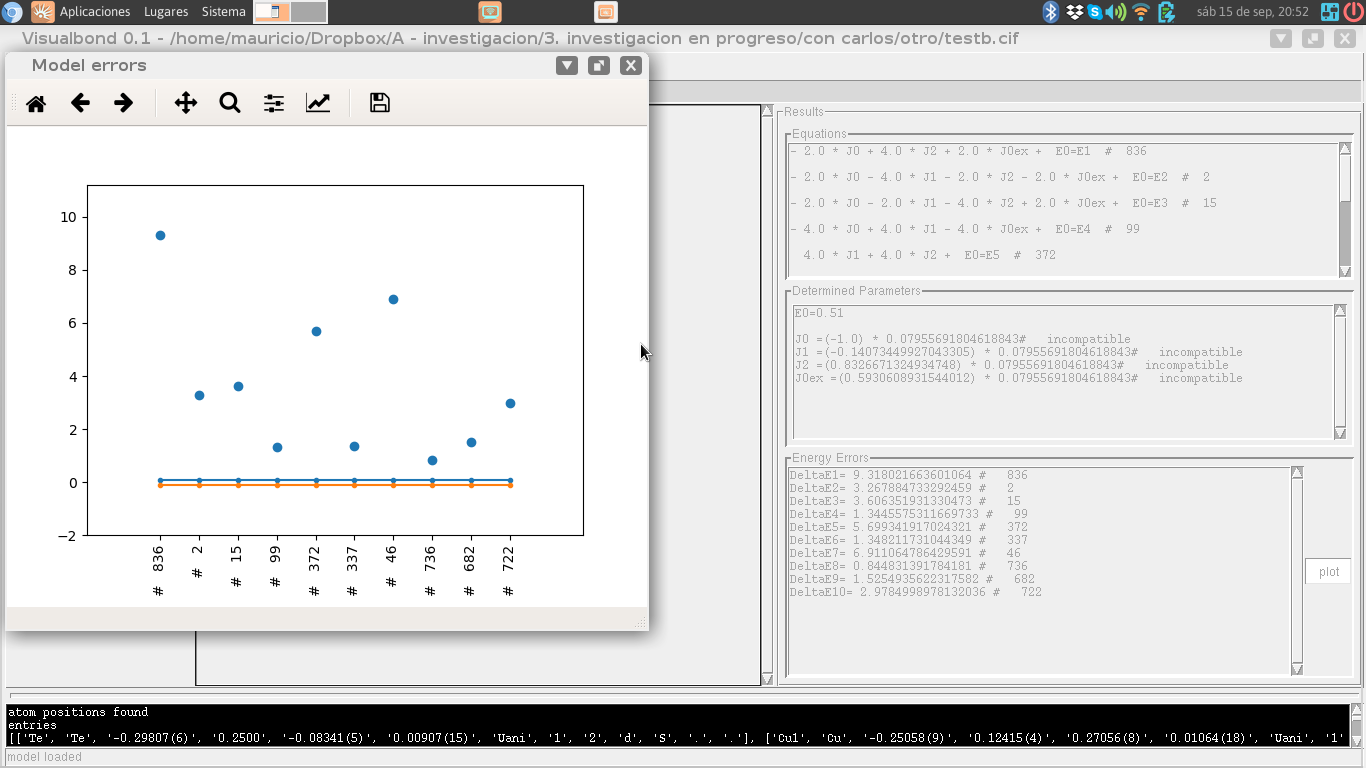 Aplicaciones Lugares Sistema sáb 15 de sep, 20:52
Visualbond 0.1 - /home/mauricio/Dropbox/A - investigacion/3. investigacion en progreso/con carlos/otro/testb.cif
Model errors
10
8
6
4
2
0
−2
# 836
# 2
# 15
# 99
# 372
# 337
# 46
# 736
# 682
# 722
Results
Equations
- 2.0 * J0 + 4.0 * J2 + 2.0 * J0ex + E0=E1 # 836
- 2.0 * J0 - 4.0 * J1 - 2.0 * J2 - 2.0 * J0ex + E0=E2 # 2
- 2.0 * J0 - 2.0 * J1 - 4.0 * J2 + 2.0 * J0ex + E0=E3 # 15
- 4.0 * J0 + 4.0 * J1 - 4.0 * J0ex + E0=E4 # 99
4.0 * J1 + 4.0 * J2 + E0=E5 # 372
Determined Parameters
E0=0.51
J0 =(-1.0) * 0.07955691804618843# incompatible
J1 =(-0.14073449927043305) * 0.07955691804618843# incompatible
J2 =(0.8326671324934748) * 0.07955691804618843# incompatible
J0ex =(0.5930608931544012) * 0.07955691804618843# incompatible
Energy Errors
DeltaE1= 9.318021663601064 # 836
DeltaE2= 3.267884733292459 # 2
DeltaE3= 3.606351931330473 # 15
DeltaE4= 1.3445575311669733 # 99
DeltaE5= 5.699341917024321 # 372
DeltaE6= 1.348211731044349 # 337
DeltaE7= 6.911064786429591 # 46
DeltaE8= 0.844831391784181 # 736
DeltaE9= 1.5254935622317582 # 682
DeltaE10= 2.9784998978132036 # 722
plot
atom positions found
entries
[['Te', 'Te', '-0.29807(6)', '0.2500', '-0.08341(5)', '0.00907(15)', 'Uani', '1', '2', 'd', 'S', '.', '.'], ['Cu1', 'Cu', '-0.25058(9)', '0.12415(4)', '0.27056(8)', '0.01064(18)', 'Uani', '1'
model loaded